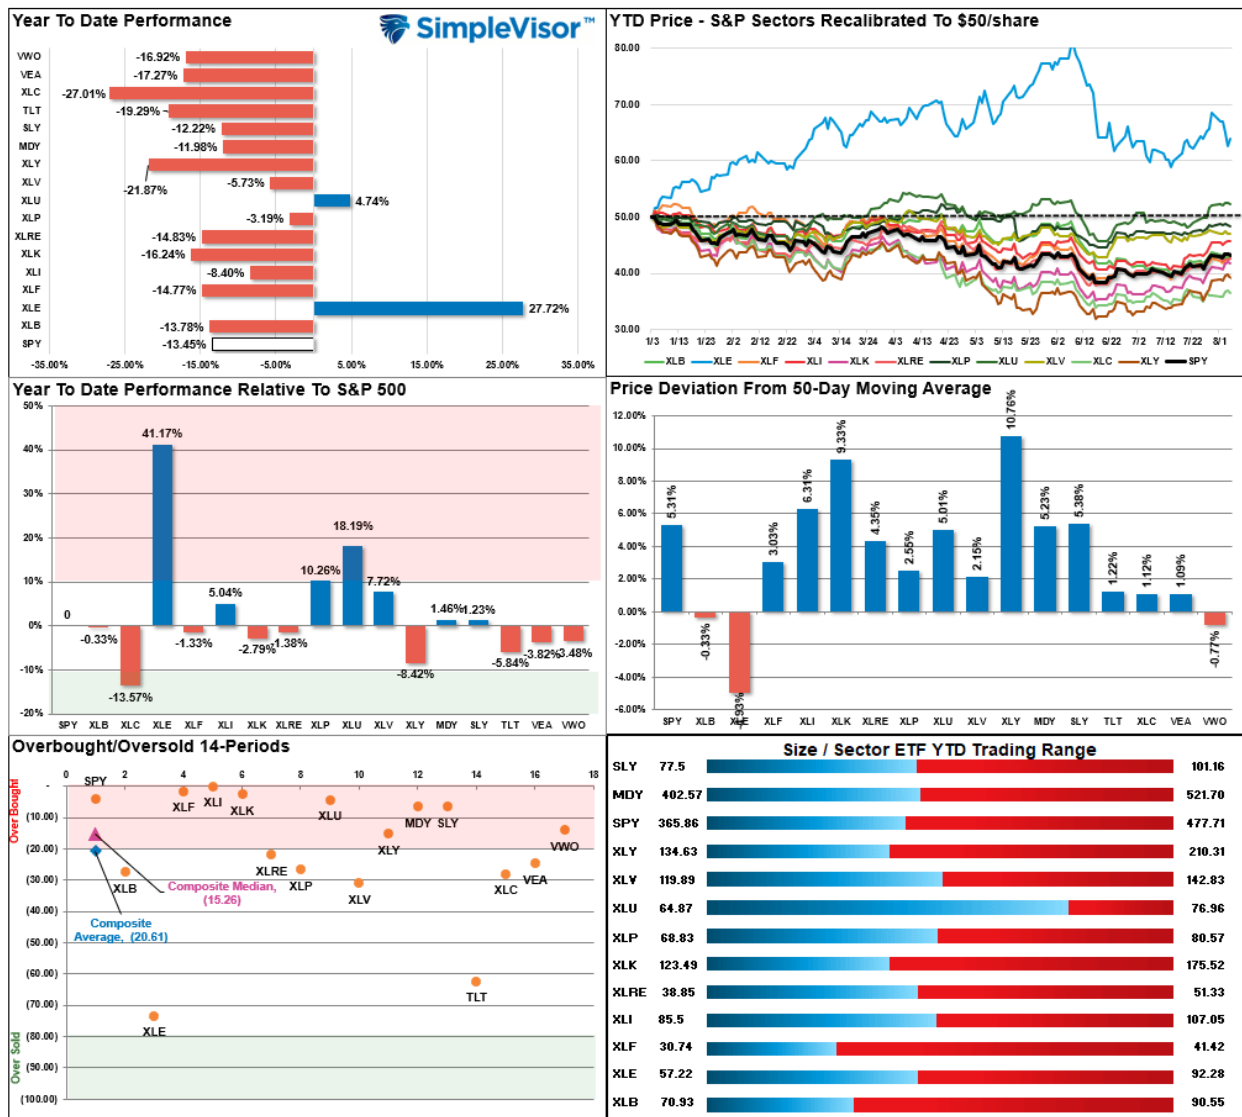 Year To Date Performance
SimpleVisor™
VWO -16.92%
VEA -17.27%
XLC -27.01%
TLT -19.29%
SLY -12.22%
MDY -11.98%
XLY -21.87%
XLV -5.73%
XLU 4.74%
XLP -3.19%
XLRE -14.83%
XLK -16.24%
XLI -8.40%
XLF -14.77%
XLE 27.72%
XLB -13.78%
SPY -13.45%
-35.00% -25.00% -15.00% -5.00% 5.00% 15.00% 25.00% 35.00%
YTD Price - S&P Sectors Recalibrated To $50/share
80.00
70.00
60.00
50.00
40.00
30.00
1/3 1/13 1/23 2/2 2/12 2/22 3/4 3/14 3/24 4/3 4/13 4/23 5/3 5/13 5/23 6/2 6/12 6/22 7/2 7/12 7/22 8/1
XLB XLE XLF XLI XLK XLRE XLP XLU XLV XLC XLY SPY
Year To Date Performance Relative To S&P 500
50%
40%
30%
20%
10%
0%
-10%
-20%
0 -0.33% -13.57% 41.17% -1.33% 5.04% -2.79% -1.38% 10.26% 18.19% 7.72% -8.42% 1.46% 1.23% -5.84% -3.82% -3.48%
SPY XLB XLC XLE XLF XLI XLK XLRE XLP XLU XLV XLY MDY SLY TLT VEA VWO
Price Deviation From 50-Day Moving Average
12.00%
10.00%
8.00%
6.00%
4.00%
2.00%
0.00%
-2.00%
-4.00%
-6.00%
5.31% -0.33% -4.93% 3.03% 6.31% 9.33% 4.35% 2.55% 5.01% 2.15% 10.76% 5.23% 5.38% 1.22% 1.12% 1.09% -0.77%
SPY XLB XLE XLF XLI XLK XLRE XLP XLU XLV XLY MDY SLY TLT XLC VEA VWO
Overbought/Oversold 14-Periods
0 2 4 6 8 10 12 14 16 18
-
(10.00)
(20.00)
(30.00)
(40.00)
(50.00)
(60.00)
(70.00)
(80.00)
(90.00)
(100.00)
Over Bought
Over Sold
SPY
XLF
XLI
XLK
XLU
MDY
SLY
XLY
VWO
XLRE
XLP
XLB
XLV
XLC
VEA
Composite Median,
(15.26)
Composite
Average, (20.61)
TLT
XLE
Size / Sector ETF YTD Trading Range
SLY 77.5 101.16
MDY 402.57 521.70
SPY 365.86 477.71
XLY 134.63 210.31
XLV 119.89 142.83
XLU 64.87 76.96
XLP 68.83 80.57
XLK 123.49 175.52
XLRE 38.85 51.33
XLI 85.5 107.05
XLF 30.74 41.42
XLE 57.22 92.28
XLB 70.93 90.55